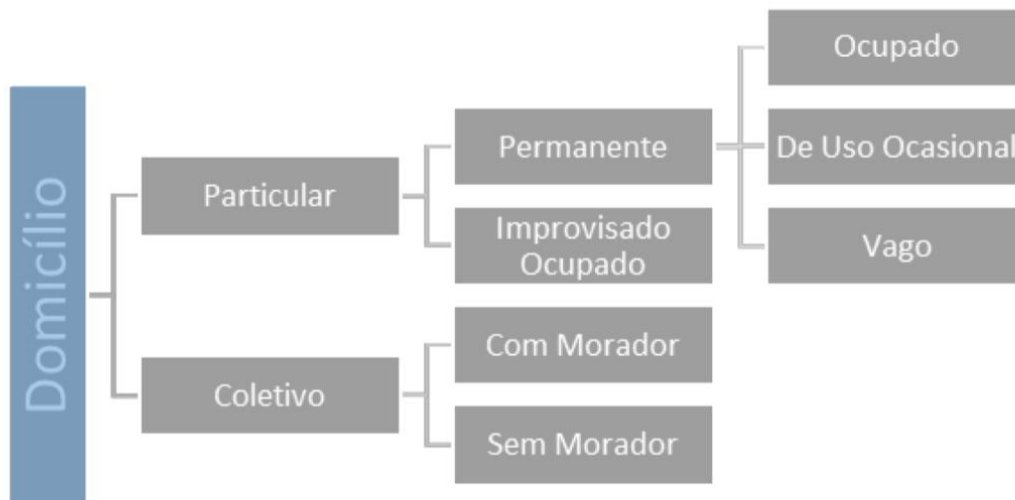 Domicílio
Particular
Permanente
Ocupado
De Uso Ocasional
Vago
Improvisado
Ocupado
Coletivo
Com Morador
Sem Morador